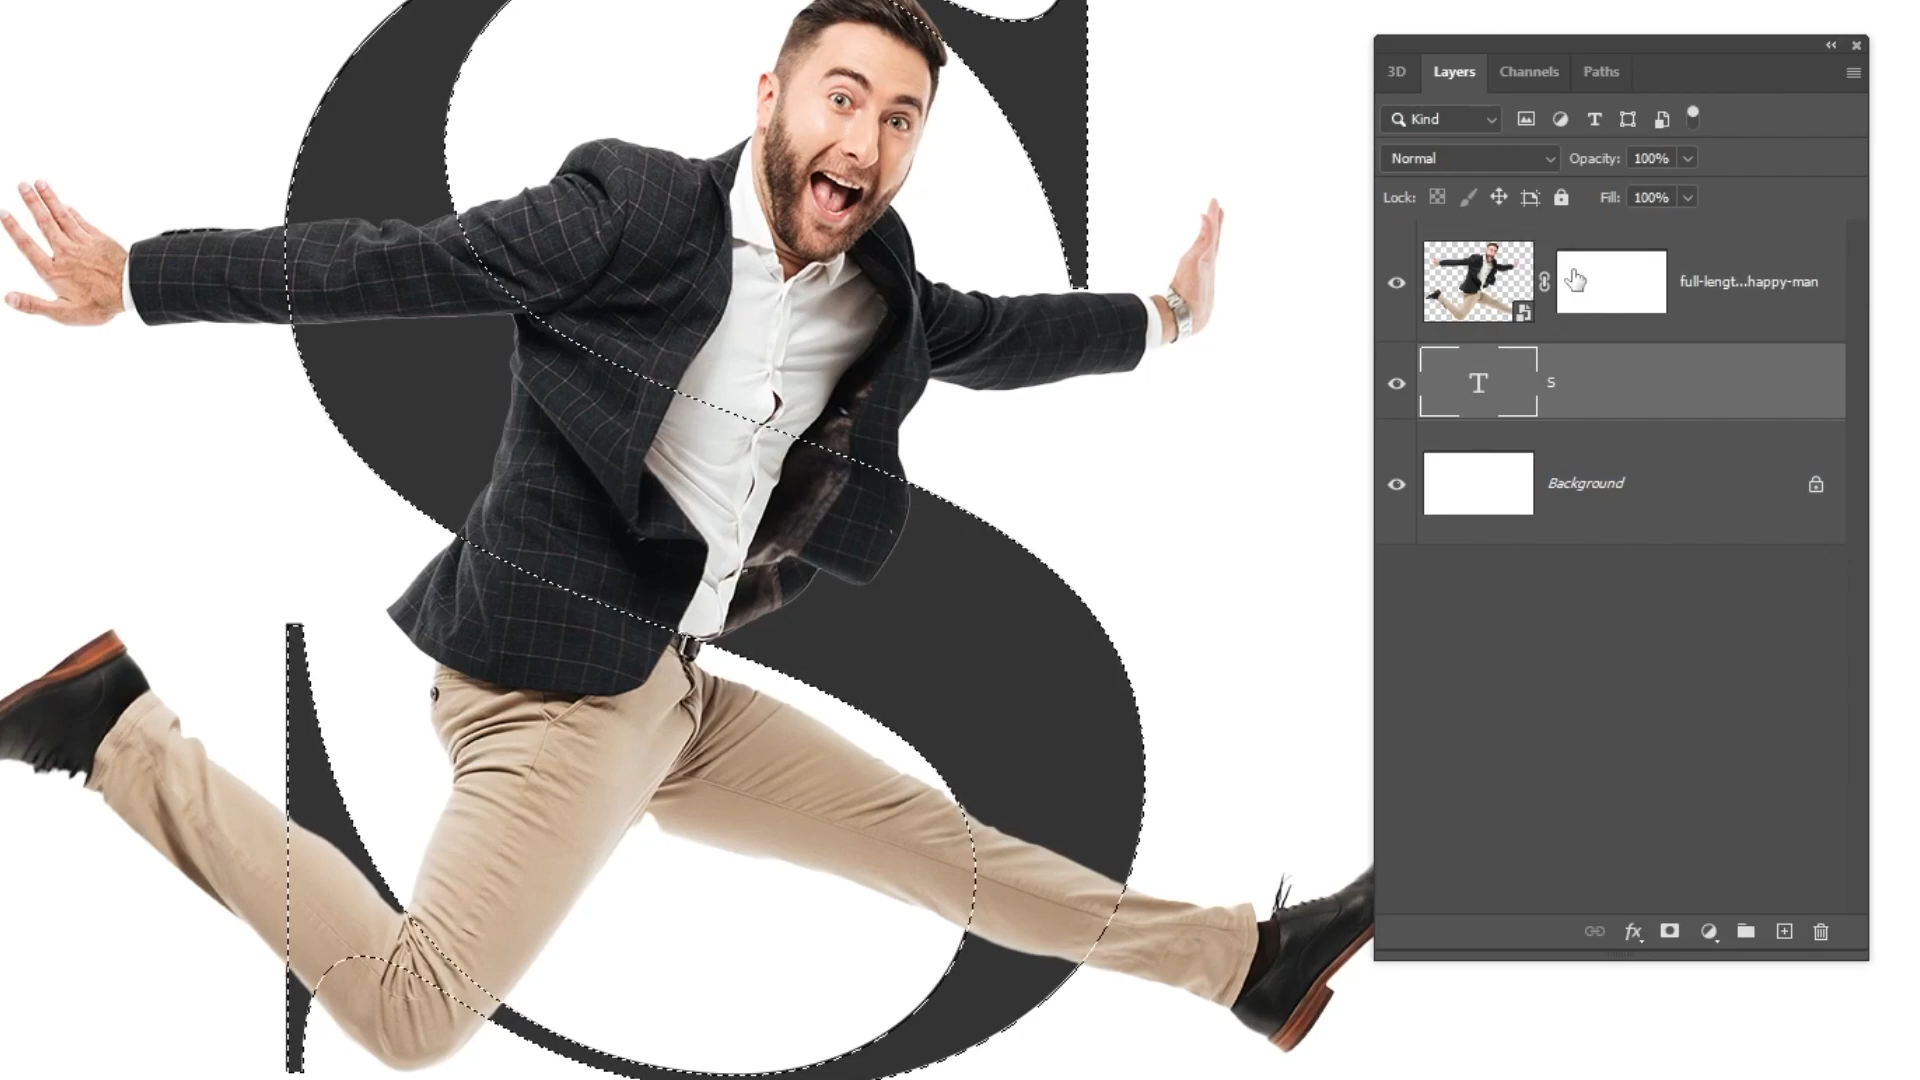 S
3D Layers Channels Paths
Kind T
Normal Opacity: 100%
Lock: Fill: 100%
full-lengt...happy-man
T S
Background
fx